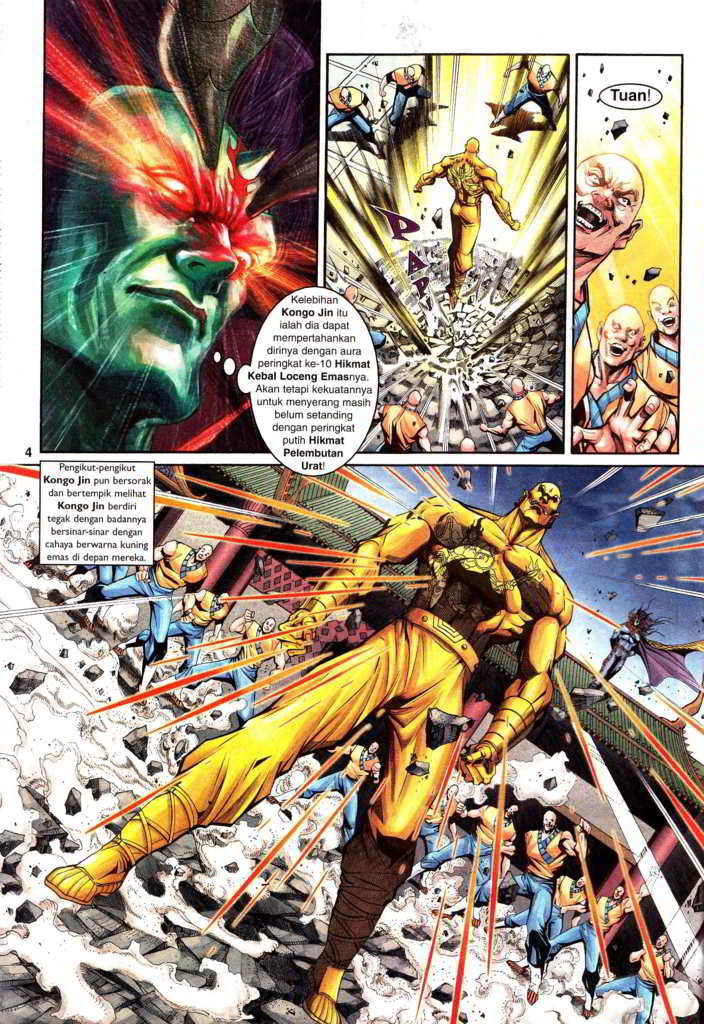 Kelebihan
Kongo Jin itu
ialah dia dapat
mempertahankan
dirinya dengan aura
peringkat ke-10 Hikmat
Kebal Loceng Emasnya.
Akan tetapi kekuatannya
untuk menyerang masih
belum setanding
dengan peringkat
putih Hikmat
Pelembutan
Urat!
PAP!
Tuan!
4
Pengikut-pengikut
Kongo Jin pun bersorak
dan bertempik melihat
Kongo Jin berdiri
tegak dengan badannya
bersinar-sinar dengan
cahaya berwarna kuning
emas di depan mereka.